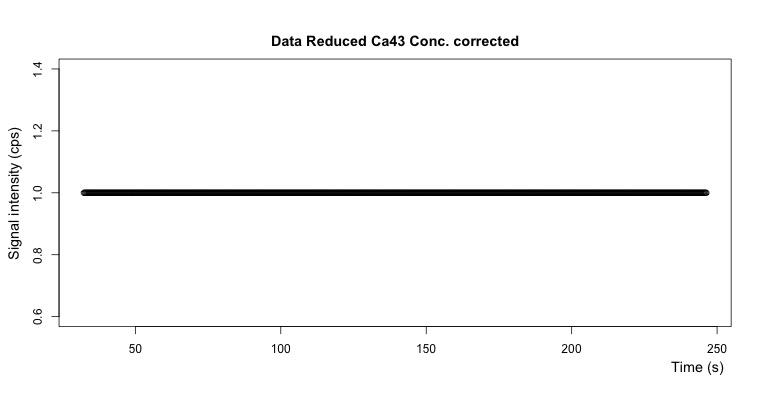 Data Reduced Ca43 Conc. corrected
Signal intensity (cps)
1.4
1.2
1.0
0.8
0.6
50 100 150 200 250
Time (s)